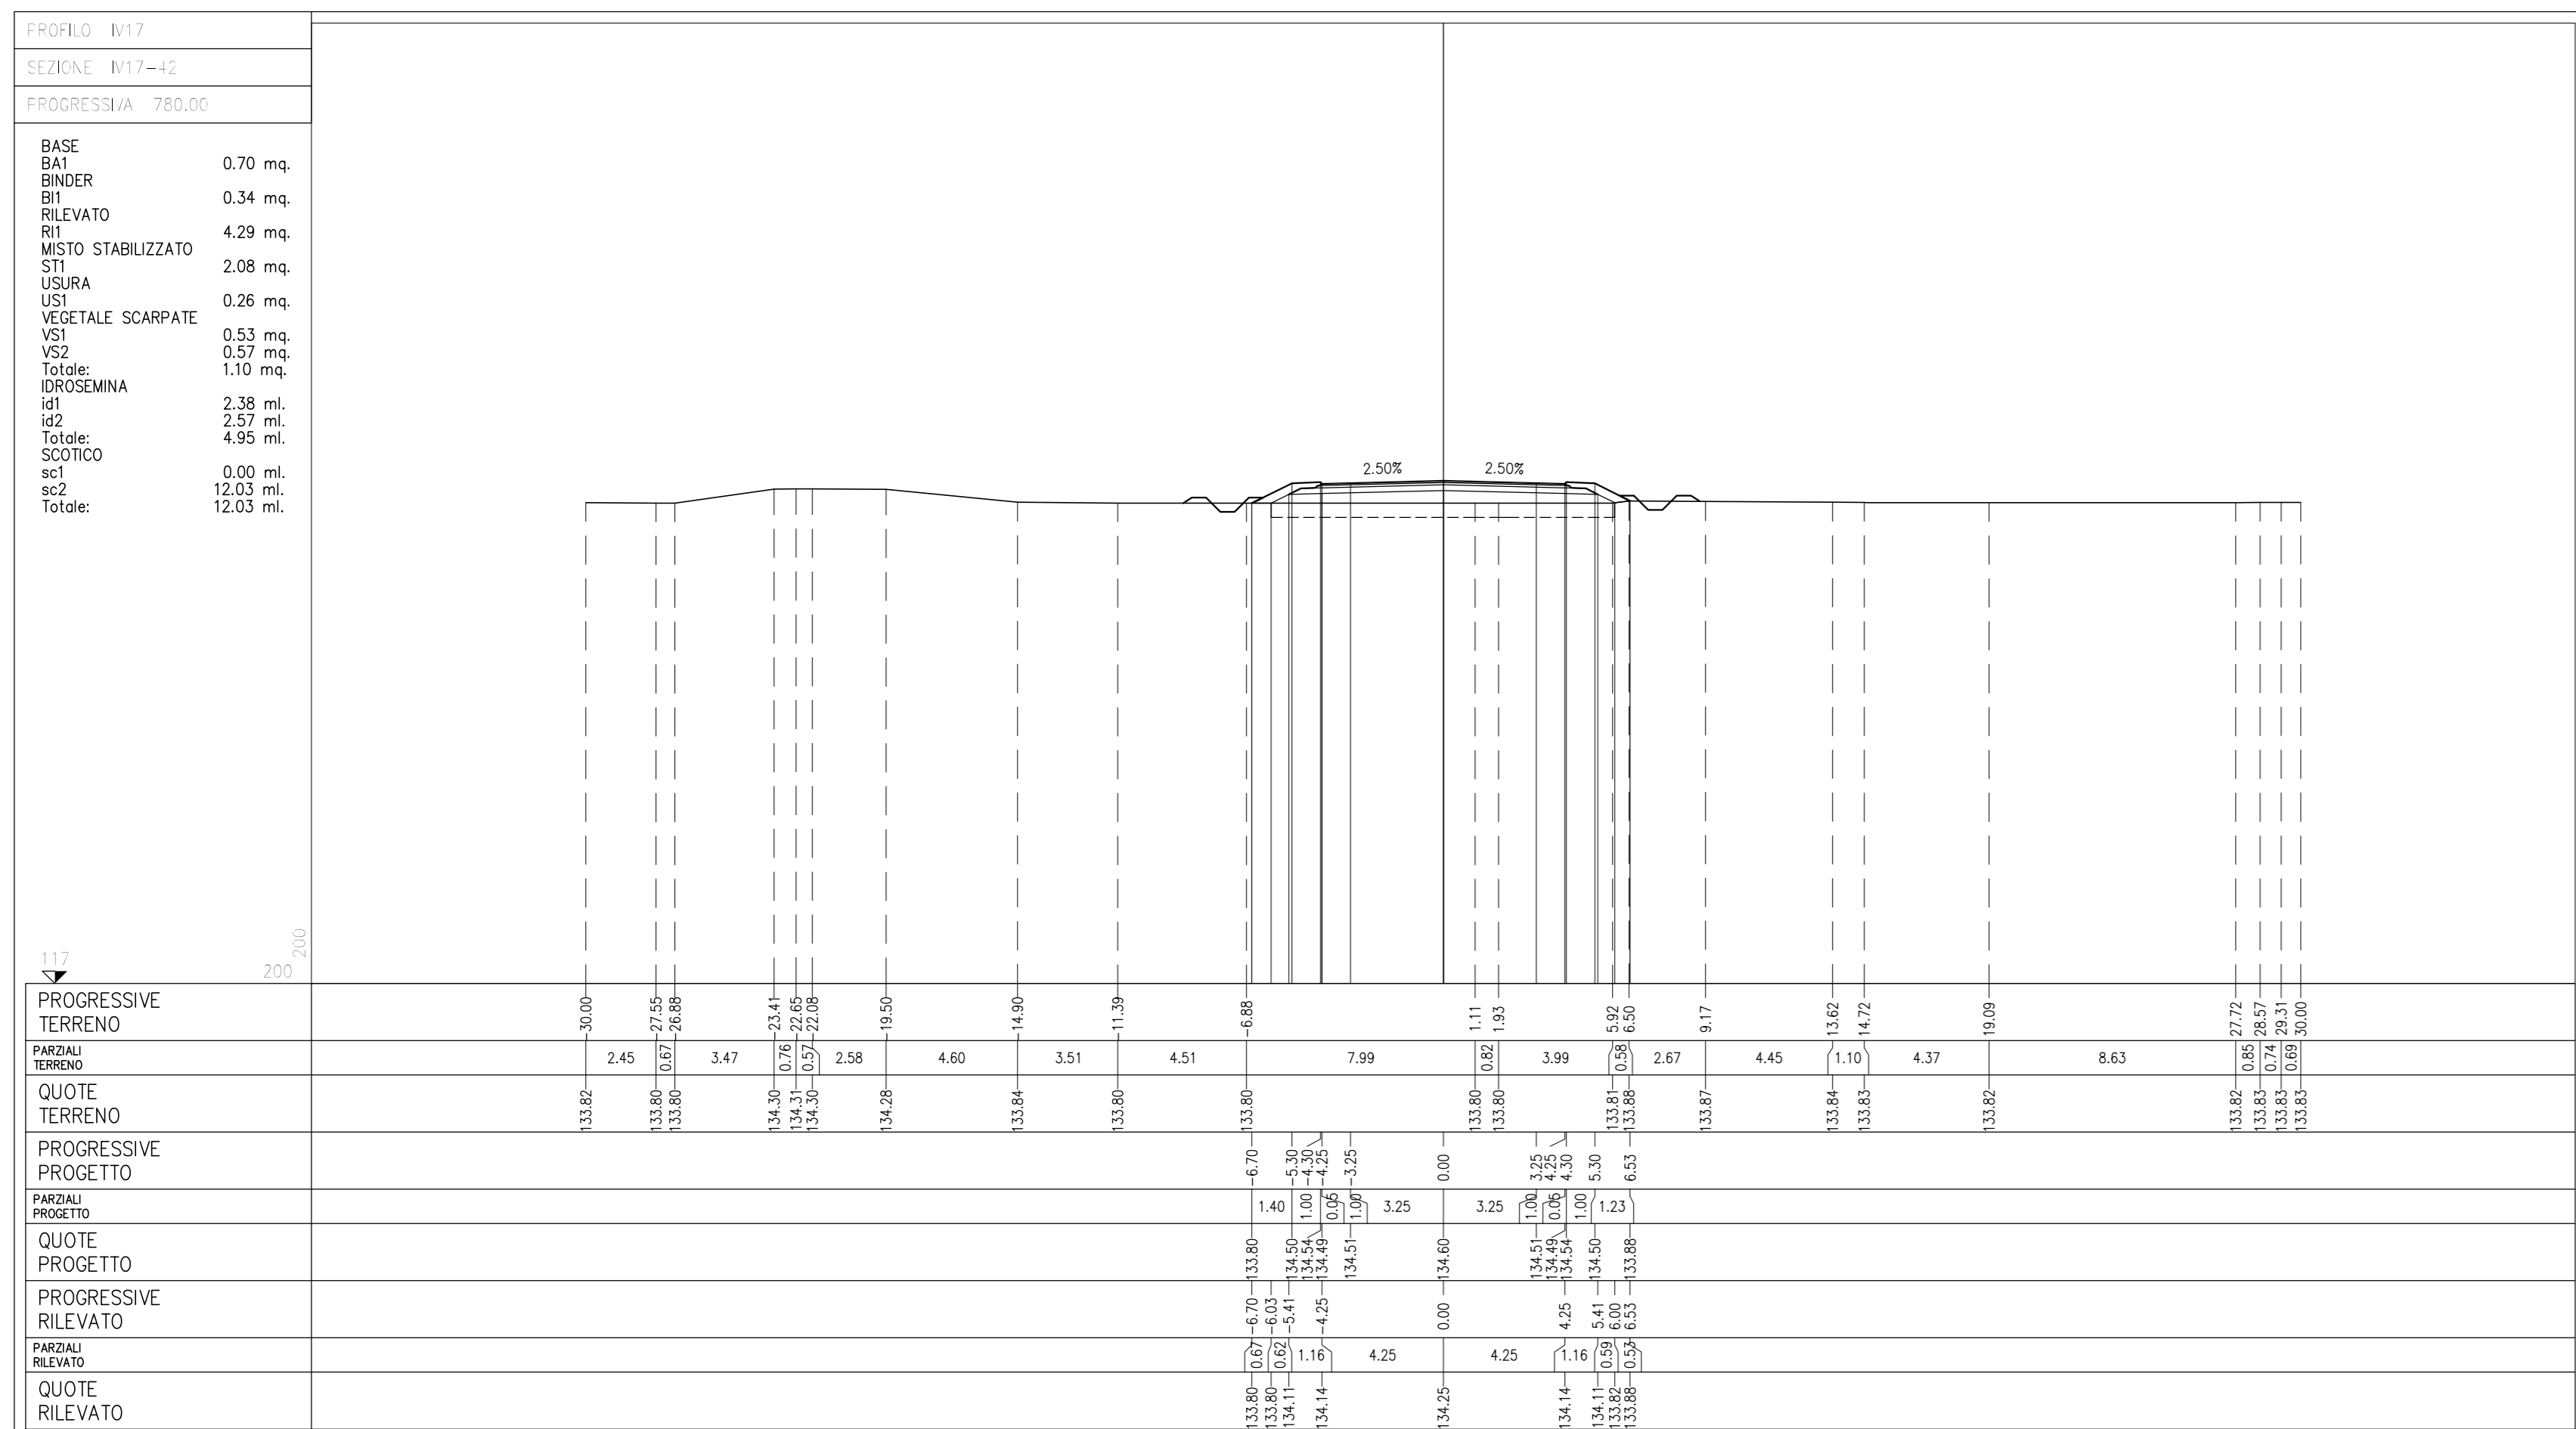 PROFILO IV17
SEZIONE IV17-42
PROGRESSIVA 780.00
BASE
BA1 0.70 mq.
BINDER
BI1 0.34 mq.
RILEVATO
RI1 4.29 mq.
MISTO STABILIZZATO
ST1 2.08 mq.
USURA
US1 0.26 mq.
VEGETALE SCARPATE
VS1 0.53 mq.
VS2 0.57 mq.
Totale: 1.10 mq.
IDROSEMINA
id1 2.38 ml.
id2 2.57 ml.
Totale: 4.95 ml.
SCOTICO
sc1 0.00 ml.
sc2 12.03 ml.
Totale: 12.03 ml.
2.50% 2.50%
117 200 200
PROGRESSIVE
TERRENO
-30.00 -27.55 -26.88 -23.41 -22.65 -22.08 -19.50 -14.90 -11.39 -6.88 1.11 1.93 5.92 6.50 9.17 13.62 14.72 19.09 27.72 28.57 29.31 30.00
PARZIALI
TERRENO
2.45 0.67 3.47 0.76 0.57 2.58 4.60 3.51 4.51 7.99 0.82 3.99 0.58 2.67 4.45 1.10 4.37 8.63 0.85 0.74 0.69
QUOTE
TERRENO
133.82 133.80 133.80 134.30 134.31 134.30 134.28 133.84 133.80 133.80 133.80 133.80 133.81 133.88 133.87 133.84 133.83 133.82 133.82 133.83 133.83 133.83
PROGRESSIVE
PROGETTO
-6.70 -5.30 -4.30 -4.25 -3.25 0.00 3.25 4.25 4.30 5.30 6.53
PARZIALI
PROGETTO
1.40 1.00 0.05 1.00 3.25 3.25 1.00 0.05 1.00 1.23
QUOTE
PROGETTO
133.80 134.50 134.54 134.49 134.51 134.60 134.51 134.49 134.54 134.50 133.88
PROGRESSIVE
RILEVATO
-6.70 -6.03 -5.41 -4.25 0.00 4.25 5.41 6.00 6.53
PARZIALI
RILEVATO
0.67 0.62 1.16 4.25 4.25 1.16 0.59 0.53
QUOTE
RILEVATO
133.80 133.80 134.11 134.14 134.25 134.14 134.11 133.82 133.88